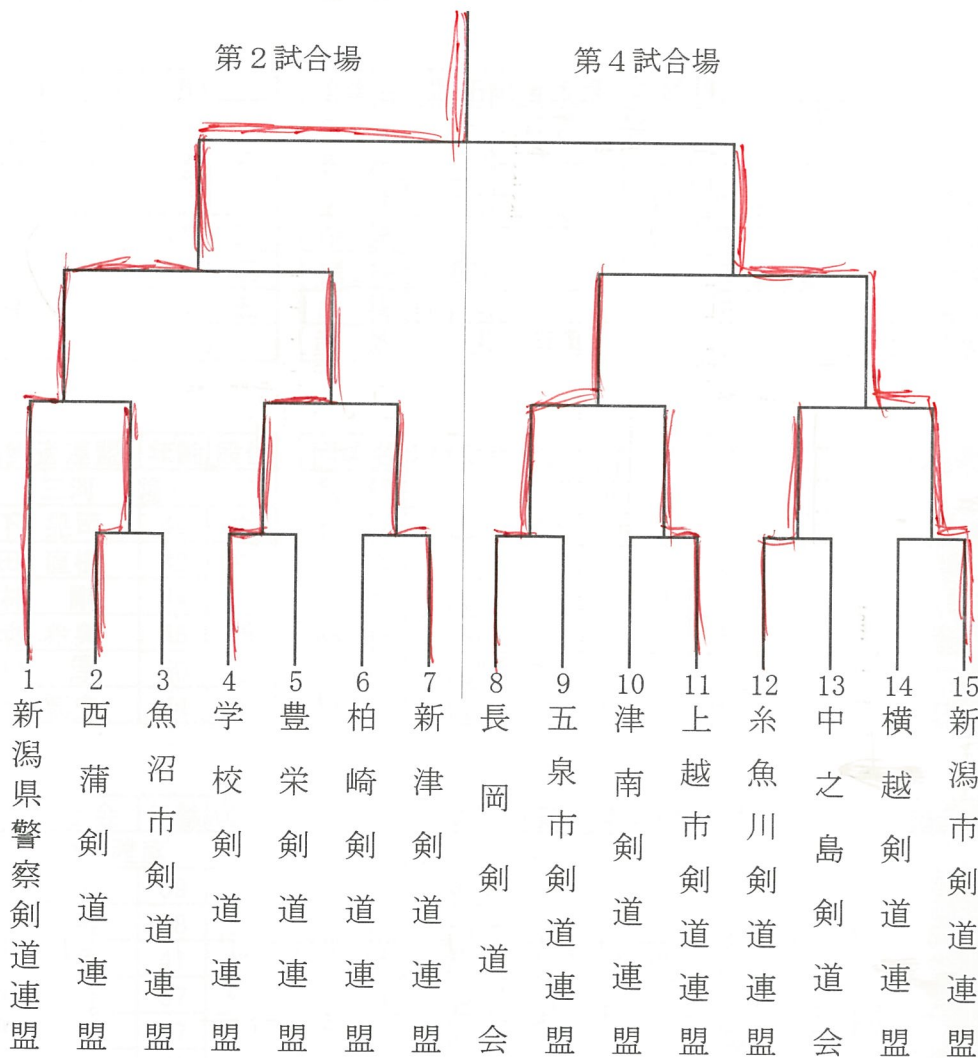 第2試合場
第4試合場
1 新潟県警察剣道連盟
2 西蒲剣道連盟
3 魚沼市剣道連盟
4 学校剣道連盟
5 豊栄剣道連盟
6 柏崎剣道連盟
7 新津剣道連盟
8 長岡剣道会
9 五泉市剣道連盟
10 津南剣道連盟
11 上越市剣道連盟
12 糸魚川剣道連盟
13 中之島剣道会
14 横越剣道連盟
15 新潟市剣道連盟